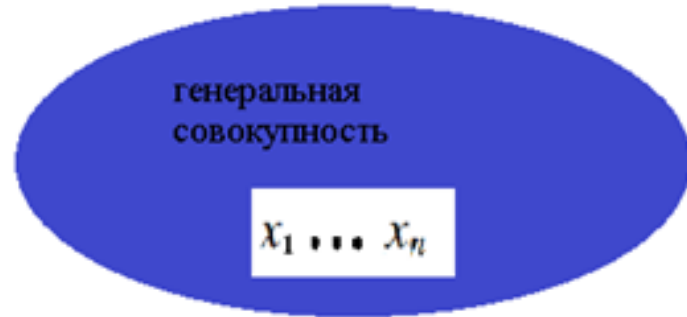 генеральная
совокупность
x₁ ... xₙ